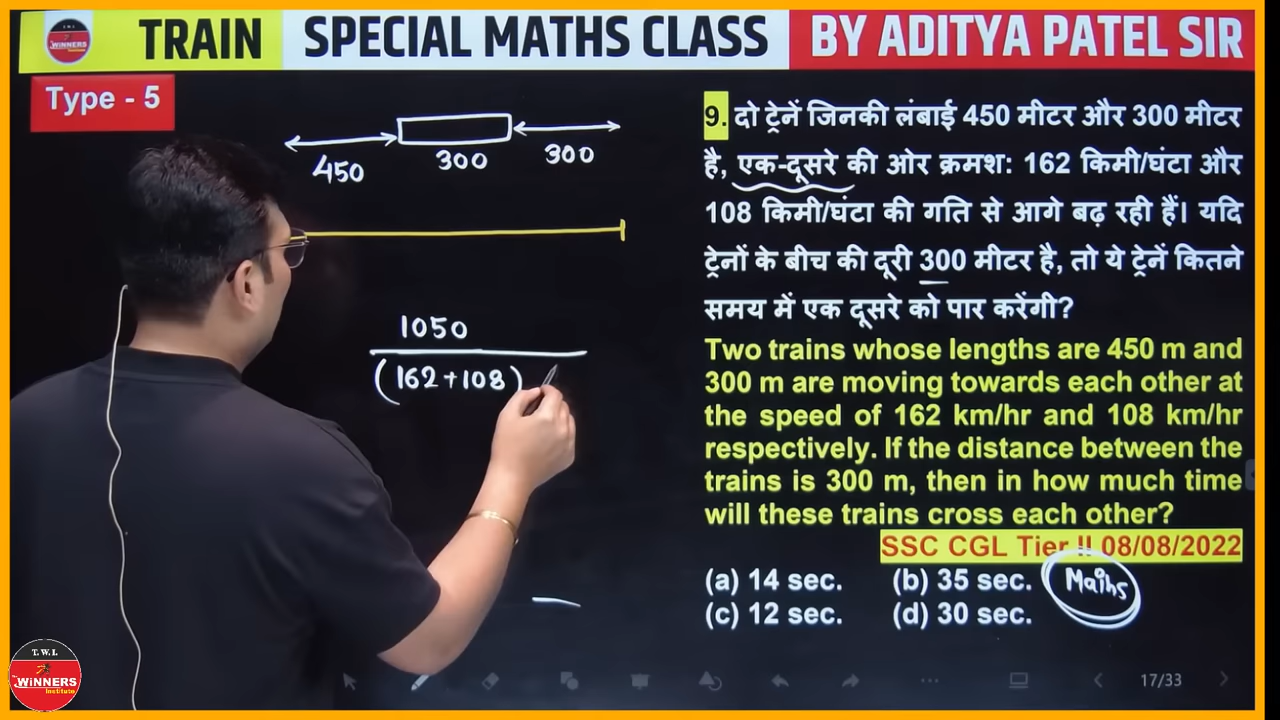 WINNERS
TRAIN SPECIAL MATHS CLASS BY ADITYA PATEL SIR
Type - 5
450 300 300
1050
(162+108)
9. दो ट्रेनें जिनकी लंबाई 450 मीटर और 300 मीटर
है, एक-दूसरे की ओर क्रमश: 162 किमी/घंटा और
108 किमी/घंटा की गति से आगे बढ़ रही हैं। यदि
ट्रेनों के बीच की दूरी 300 मीटर है, तो ये ट्रेनें कितने
समय में एक दूसरे को पार करेंगी?
Two trains whose lengths are 450 m and
300 m are moving towards each other at
the speed of 162 km/hr and 108 km/hr
respectively. If the distance between the
trains is 300 m, then in how much time
will these trains cross each other?
SSC CGL Tier II 08/08/2022
(a) 14 sec. (b) 35 sec.
(c) 12 sec. (d) 30 sec.
Maths
T.W.I.
The WiNNERS
Institute
17/33